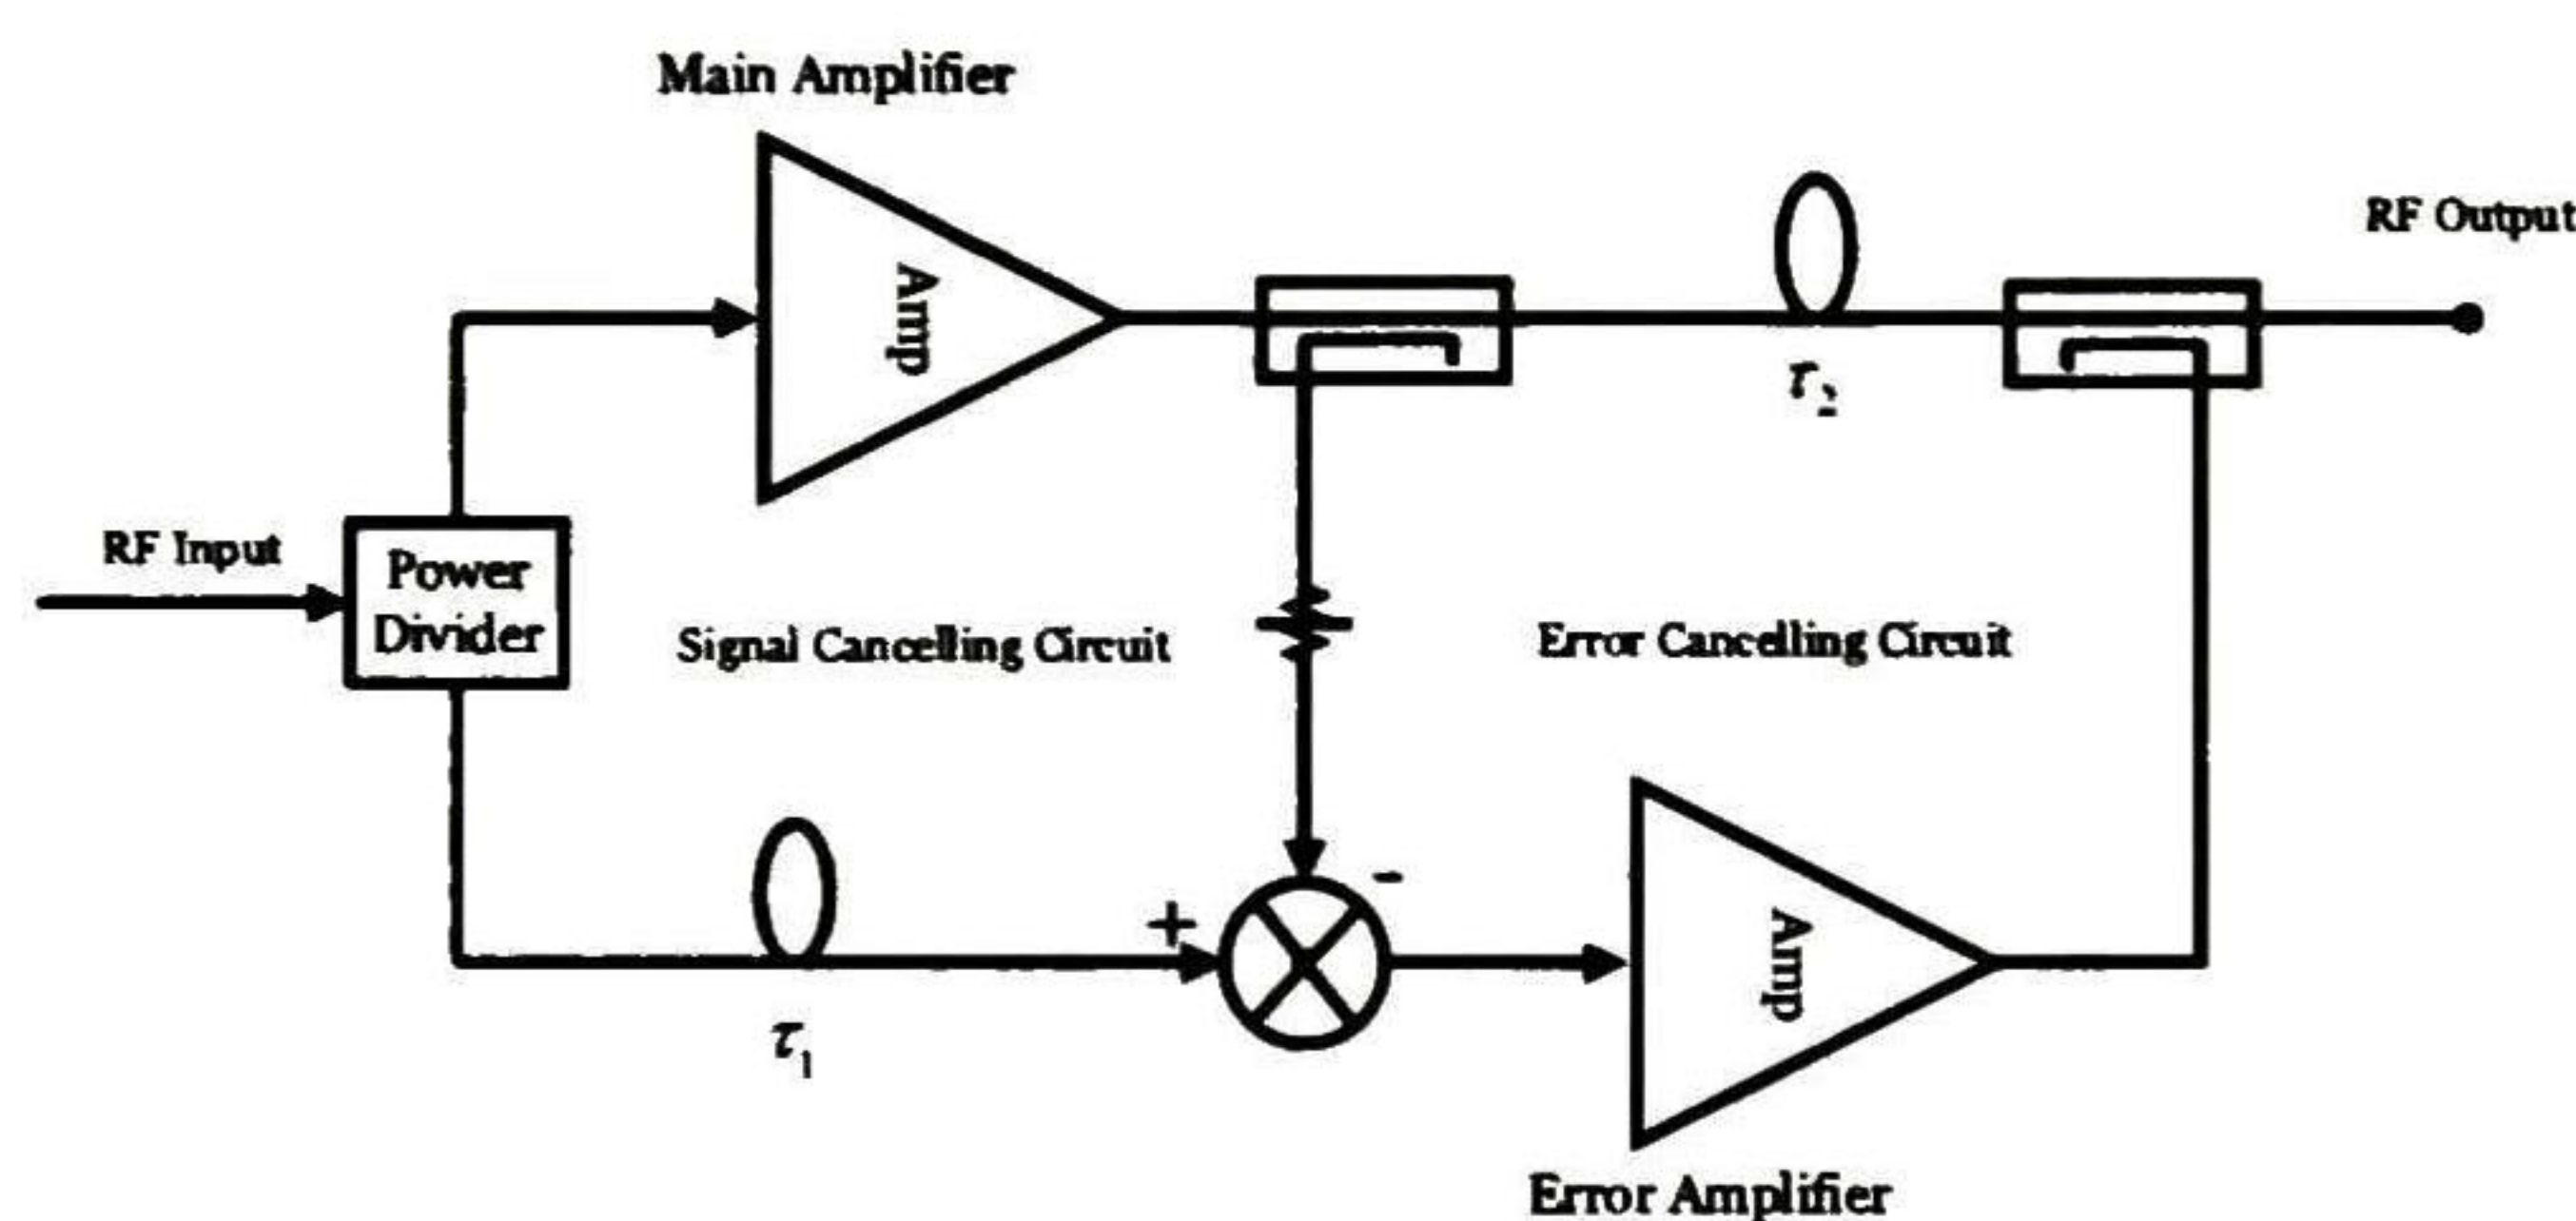 Main Amplifier
Amp
RF Output
τ2
RF Input
Power
Divider
Signal Cancelling Circuit
Error Cancelling Circuit
+
-
Amp
τ1
Error Amplifier